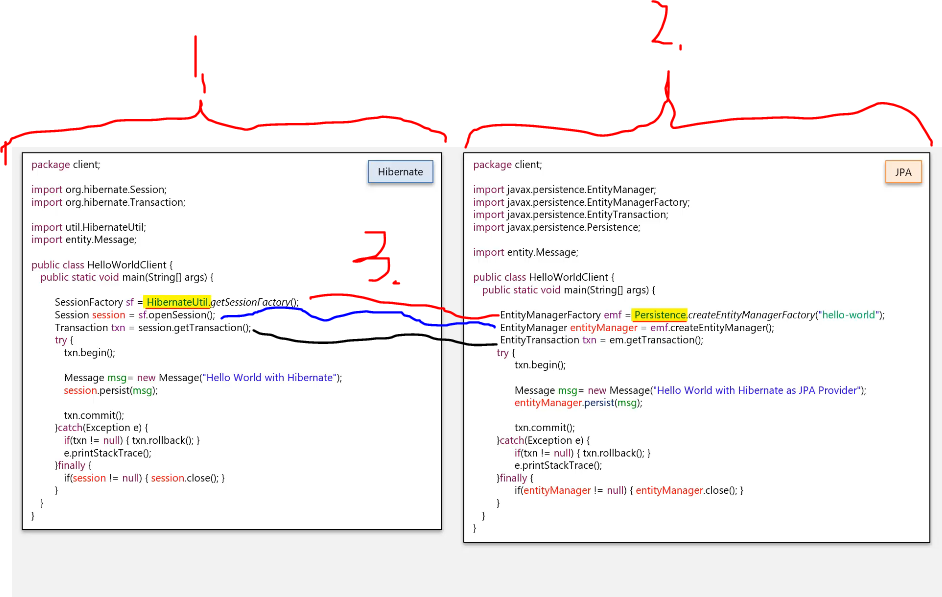 1.
2.
package client;
Hibernate
import org.hibernate.Session;
import org.hibernate.Transaction;
import util.HibernateUtil;
import entity.Message;
public class HelloWorldClient {
public static void main(String[] args) {
3.
SessionFactory sf = HibernateUtil.getSessionFactory();
Session session = sf.openSession();
Transaction txn = session.getTransaction();
try {
txn.begin();
Message msg= new Message("Hello World with Hibernate");
session.persist(msg);
txn.commit();
}catch(Exception e) {
if(txn != null) { txn.rollback(); }
e.printStackTrace();
}finally {
if(session != null) { session.close(); }
}
}
}
package client;
JPA
import javax.persistence.EntityManager;
import javax.persistence.EntityManagerFactory;
import javax.persistence.EntityTransaction;
import javax.persistence.Persistence;
import entity.Message;
public class HelloWorldClient {
public static void main(String[] args) {
EntityManagerFactory emf = Persistence.createEntityManagerFactory("hello-world");
EntityManager entityManager = emf.createEntityManager();
EntityTransaction txn = em.getTransaction();
try {
txn.begin();
Message msg= new Message("Hello World with Hibernate as JPA Provider");
entityManager.persist(msg);
txn.commit();
}catch(Exception e) {
if(txn != null) { txn.rollback(); }
e.printStackTrace();
}finally {
if(entityManager != null) { entityManager.close(); }
}
}
}